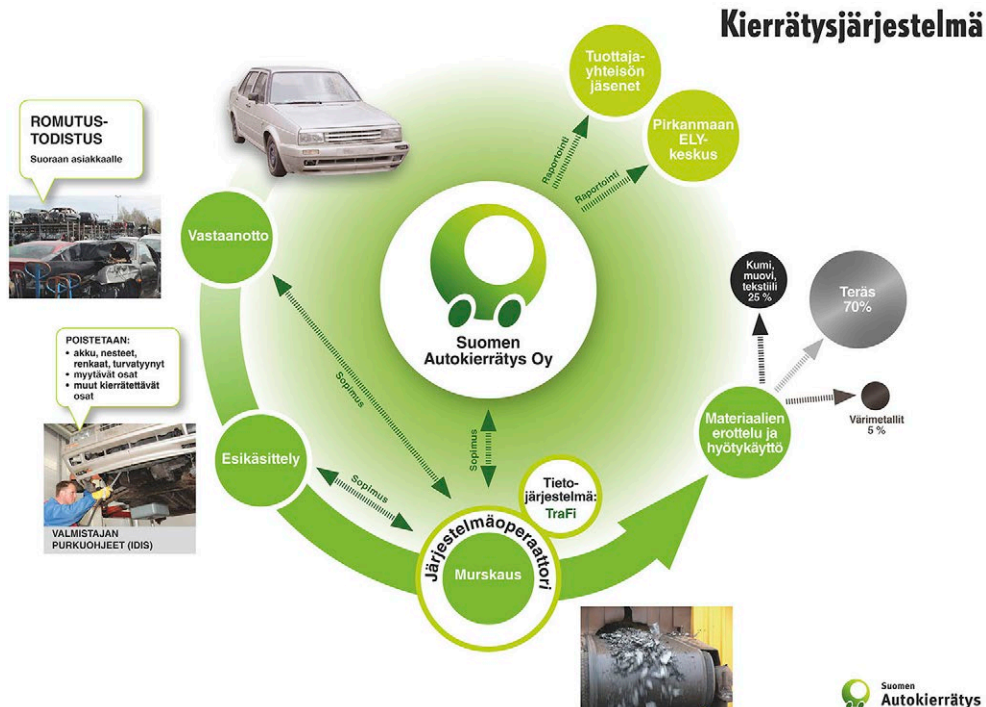 Kierrätysjärjestelmä
Tuottaja-
yhteisön
jäsenet
Pirkanmaan
ELY-
keskus
Raportointi
Raportointi
ROMUTUS-
TODISTUS
Suoraan asiakkaalle
Vastaanotto
Suomen
Autokierrätys Oy
Kumi,
muovi,
tekstiili
25 %
Teräs
70%
Värimetallit
5 %
POISTETAAN:
• akku, nesteet,
renkaat, turvatyynyt
• myytävät osat
• muut kierrätettävät
osat
Sopimus
Esikäsittely
Sopimus
Sopimus
Materiaalien
erottelu ja
hyötykäyttö
Tieto-
järjestelmä:
TraFi
VALMISTAJAN
PURKUOHJEET (IDIS)
Järjestelmäoperaattori
Murskaus
Suomen
Autokierrätys